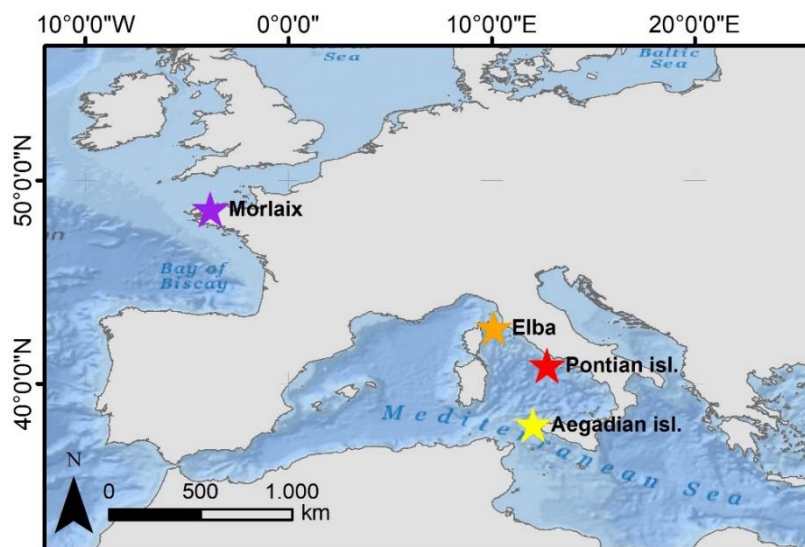 10°0'0"W 0°0'0" 10°0'0"E 20°0'0"E
Sea
Baltic
Sea
50°0'0"N
Morlaix
Bay of
Biscay
Elba
Pontian isl.
40°0'0"N
Aegadian isl.
Mediterranean Sea
N
0 500 1.000
km